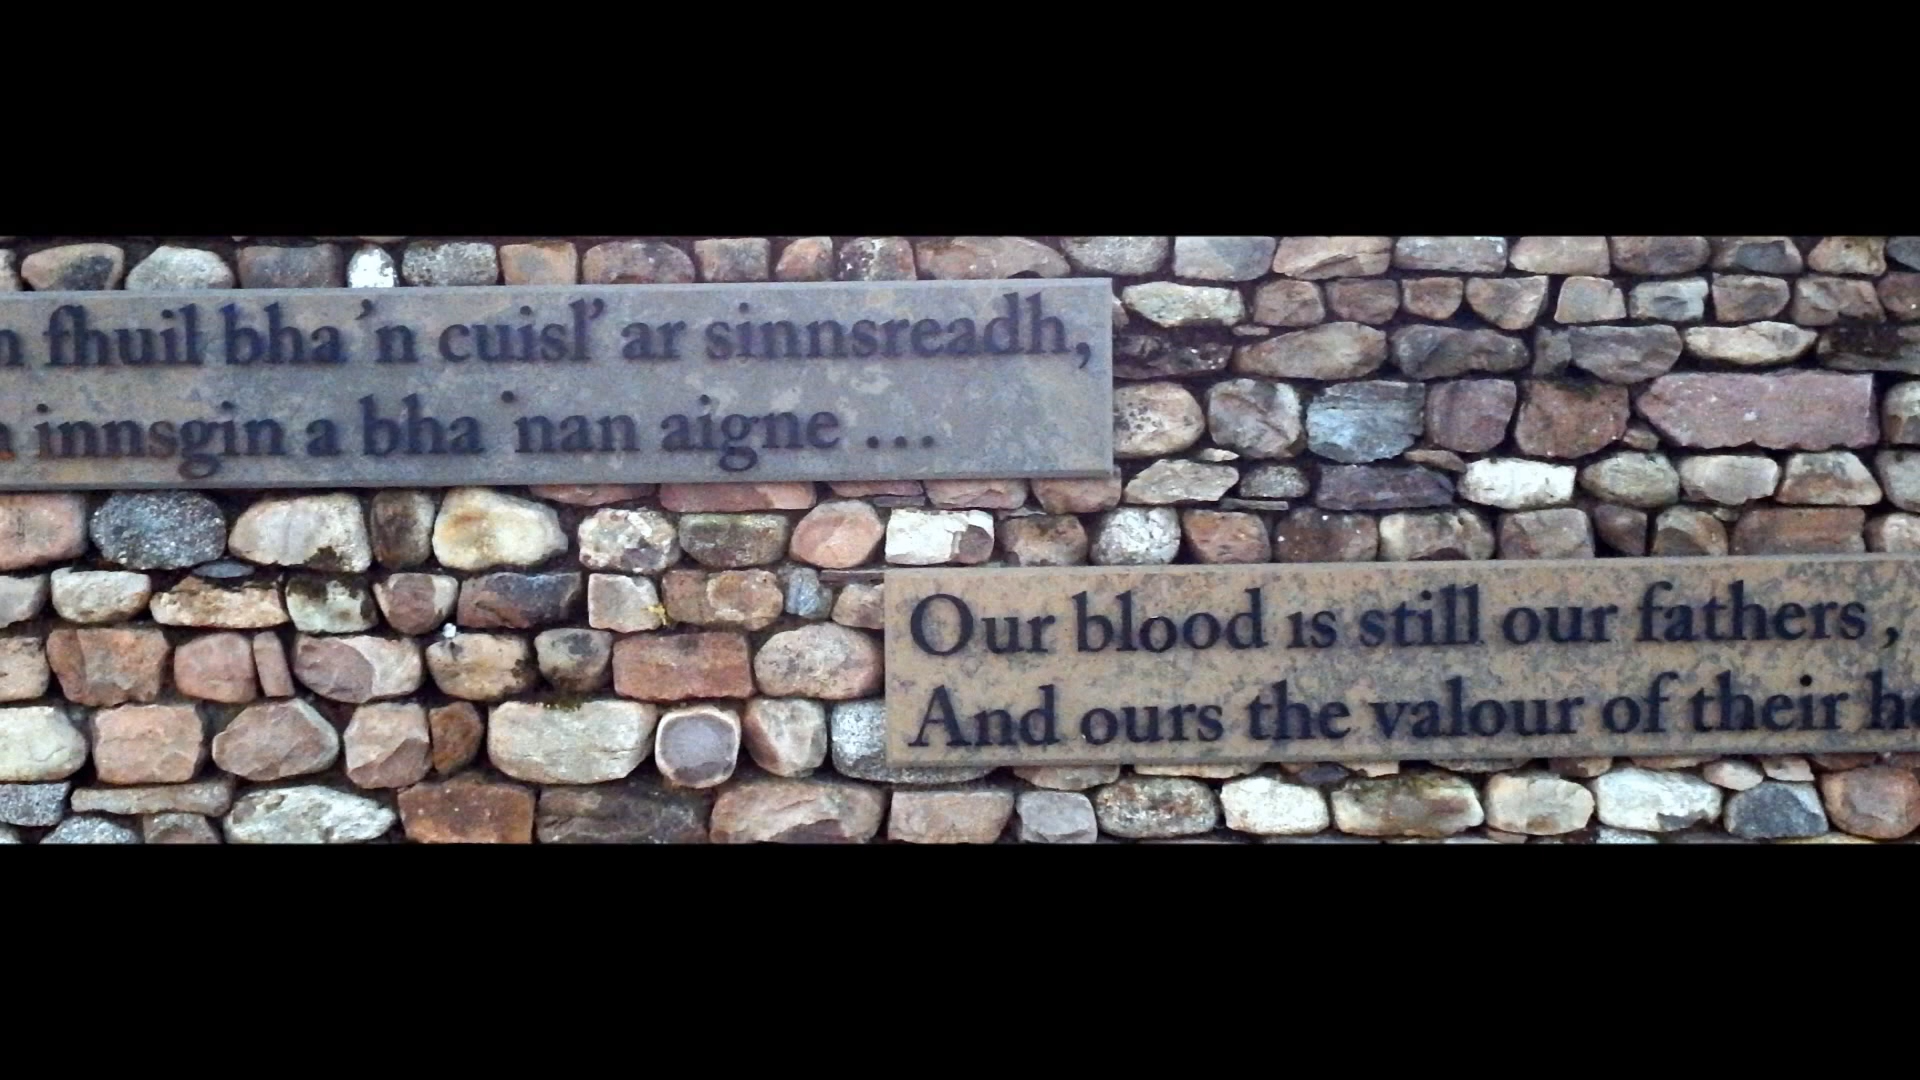 fhuil bha 'n cuisl' ar sinnsreadh,
innsgin a bha 'nan aigne ...
Our blood is still our fathers,
And ours the valour of their